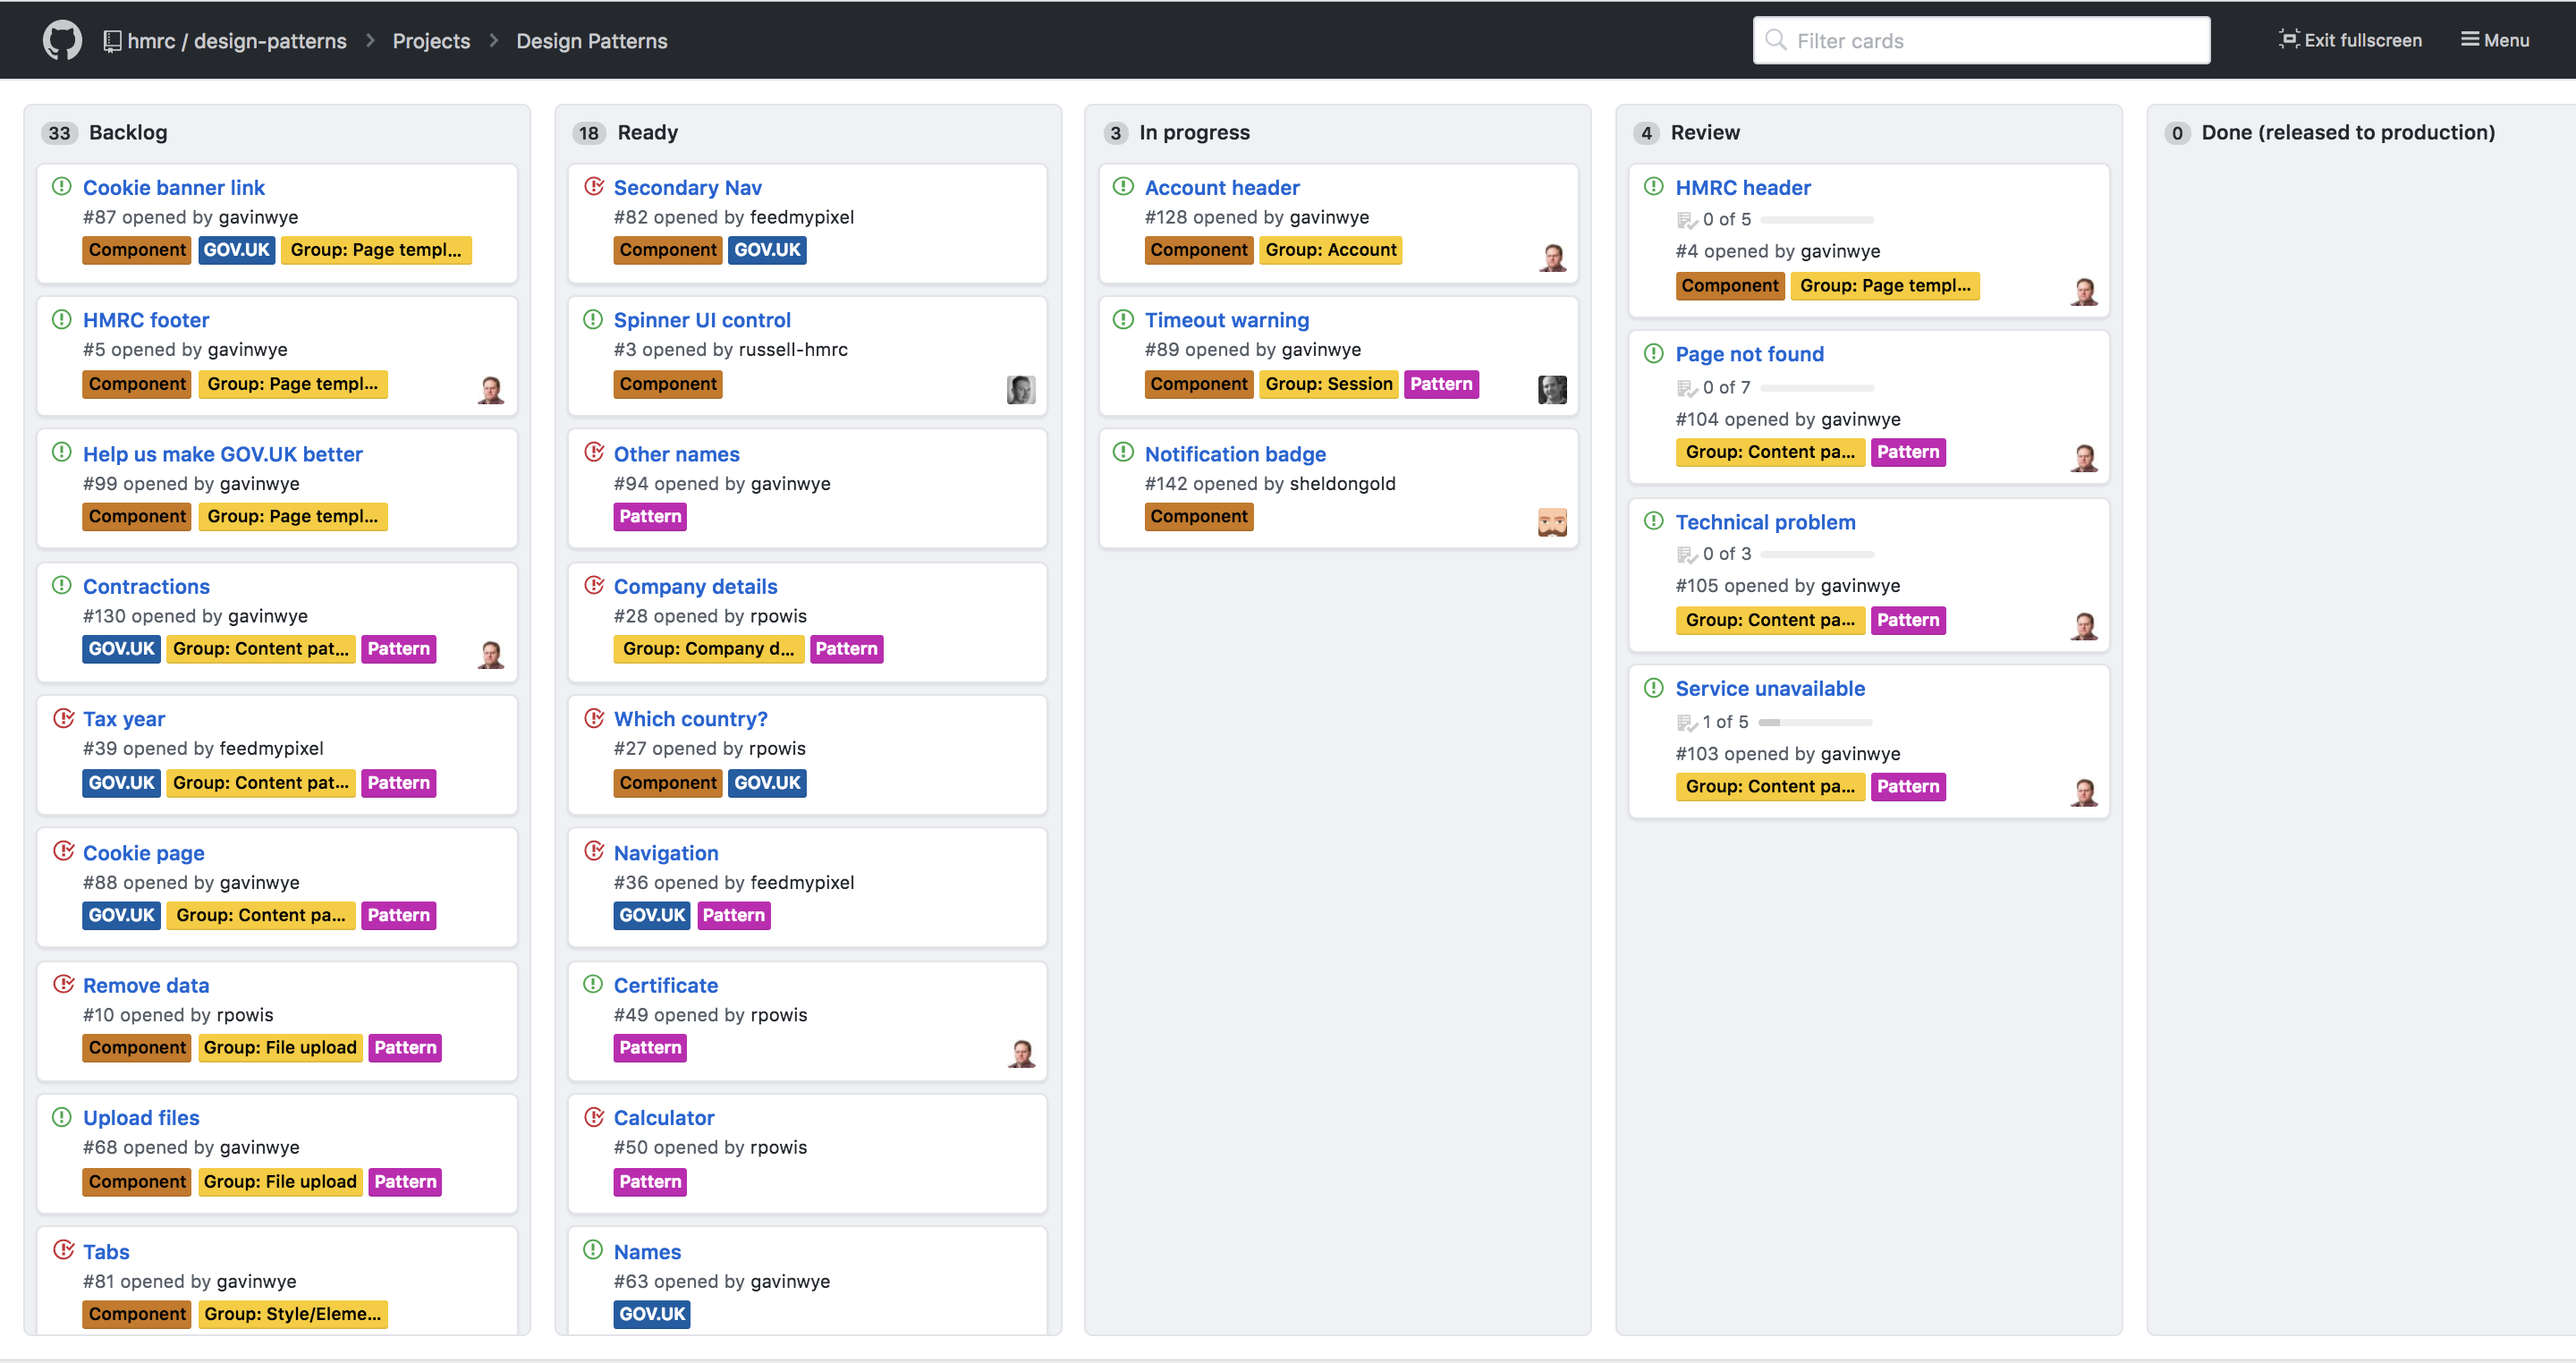 hmrc / design-patterns > Projects > Design Patterns
Filter cards
Exit fullscreen
Menu
33 Backlog
Cookie banner link
#87 opened by gavinwye
Component GOV.UK Group: Page templ...
HMRC footer
#5 opened by gavinwye
Component Group: Page templ...
Help us make GOV.UK better
#99 opened by gavinwye
Component Group: Page templ...
Contractions
#130 opened by gavinwye
GOV.UK Group: Content pat... Pattern
Tax year
#39 opened by feedmypixel
GOV.UK Group: Content pat... Pattern
Cookie page
#88 opened by gavinwye
GOV.UK Group: Content pa... Pattern
Remove data
#10 opened by rpowis
Component Group: File upload Pattern
Upload files
#68 opened by gavinwye
Component Group: File upload Pattern
Tabs
#81 opened by gavinwye
Component Group: Style/Eleme...
18 Ready
Secondary Nav
#82 opened by feedmypixel
Component GOV.UK
Spinner UI control
#3 opened by russell-hmrc
Component
Other names
#94 opened by gavinwye
Pattern
Company details
#28 opened by rpowis
Group: Company d... Pattern
Which country?
#27 opened by rpowis
Component GOV.UK
Navigation
#36 opened by feedmypixel
GOV.UK Pattern
Certificate
#49 opened by rpowis
Pattern
Calculator
#50 opened by rpowis
Pattern
Names
#63 opened by gavinwye
GOV.UK
3 In progress
Account header
#128 opened by gavinwye
Component Group: Account
Timeout warning
#89 opened by gavinwye
Component Group: Session Pattern
Notification badge
#142 opened by sheldongold
Component
4 Review
HMRC header
0 of 5
#4 opened by gavinwye
Component Group: Page templ...
Page not found
0 of 7
#104 opened by gavinwye
Group: Content pa... Pattern
Technical problem
0 of 3
#105 opened by gavinwye
Group: Content pa... Pattern
Service unavailable
1 of 5
#103 opened by gavinwye
Group: Content pa... Pattern
0 Done (released to production)